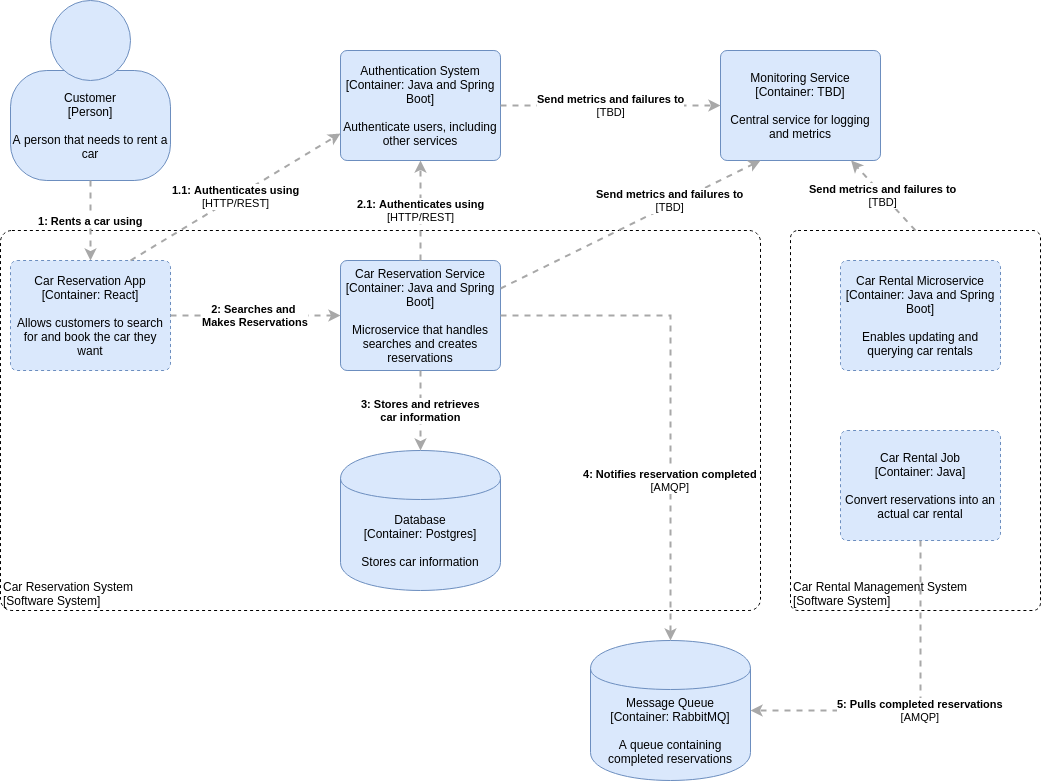 Customer
[Person]
A person that needs to rent a
car
Authentication System
[Container: Java and Spring
Boot]
Authenticate users, including
other services
Send metrics and failures to
[TBD]
Monitoring Service
[Container: TBD]
Central service for logging
and metrics
1: Rents a car using
1.1: Authenticates using
[HTTP/REST]
2.1: Authenticates using
[HTTP/REST]
Send metrics and failures to
[TBD]
Send metrics and failures to
[TBD]
Car Reservation App
[Container: React]
Allows customers to search
for and book the car they
want
2: Searches and
Makes Reservations
Car Reservation Service
[Container: Java and Spring
Boot]
Microservice that handles
searches and creates
reservations
Car Rental Microservice
[Container: Java and Spring
Boot]
Enables updating and
querying car rentals
3: Stores and retrieves
car information
4: Notifies reservation completed
[AMQP]
Car Rental Job
[Container: Java]
Convert reservations into an
actual car rental
Database
[Container: Postgres]
Stores car information
Car Reservation System
[Software System]
Car Rental Management System
[Software System]
Message Queue
[Container: RabbitMQ]
A queue containing
completed reservations
5: Pulls completed reservations
[AMQP]